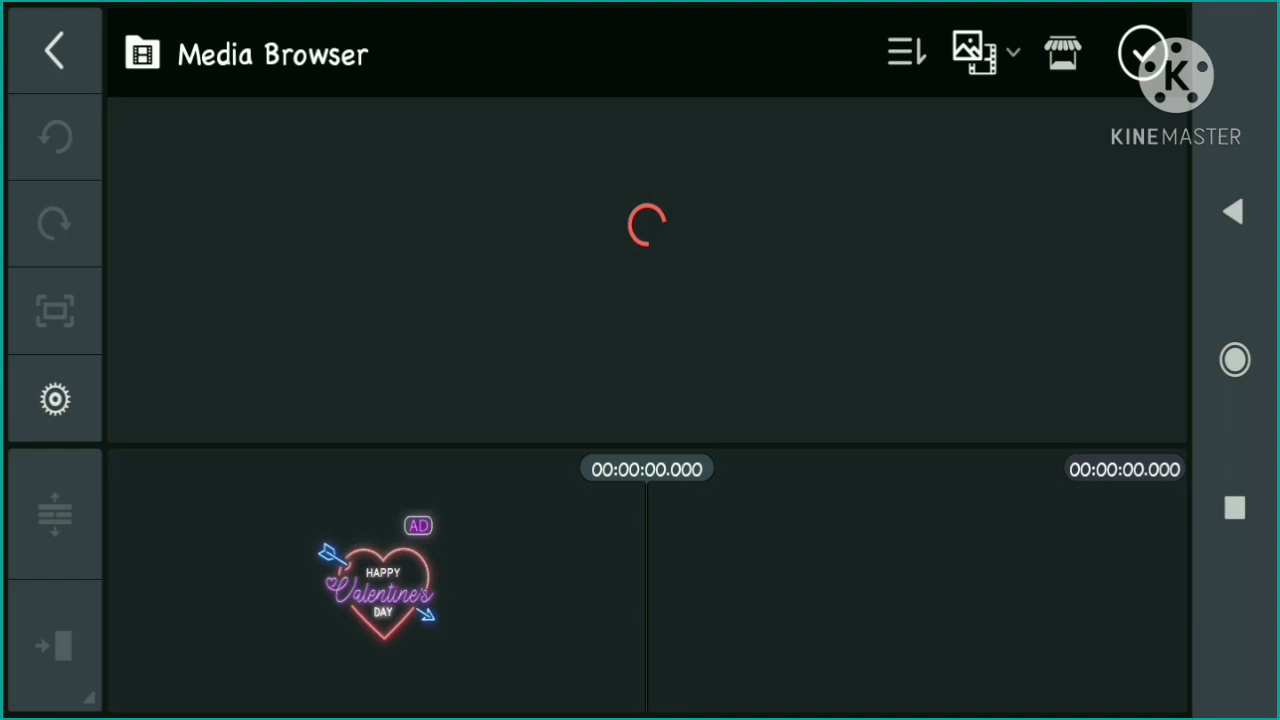 Media Browser
K
KINEMASTER
00:00:00.000
00:00:00.000
AD
HAPPY
Valentine's
DAY